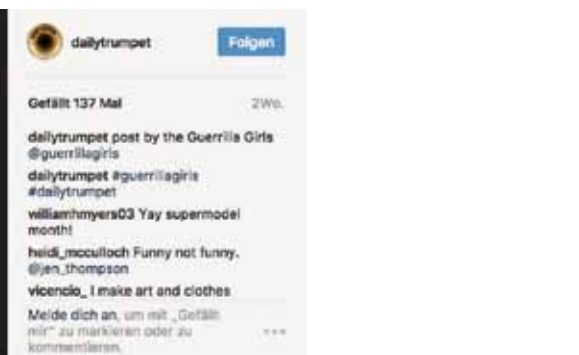 dailytrumpet Folgen
Gefällt 137 Mal 2Wo.
dailytrumpet post by the Guerrilla Girls
@guerrillagirls
dailytrumpet #guerrillagirls
#dailytrumpet
williamhmyers03 Yay supermodel
month!
heidi_mcculloch Funny not funny.
@jen_thompson
vicencio_ I make art and clothes
Melde dich an, um mit „Gefällt
mir“ zu markieren oder zu
kommentieren.